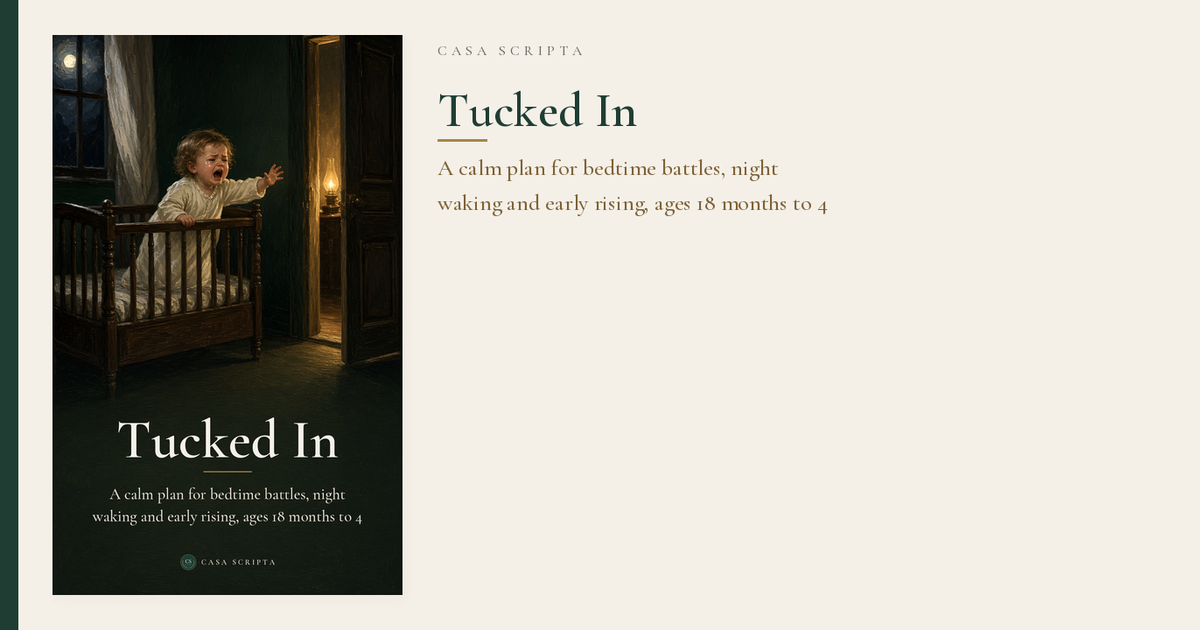 Tucked In
A calm plan for bedtime battles, night
waking and early rising, ages 18 months to 4
CS CASA SCRIPTA
CASA SCRIPTA
Tucked In
A calm plan for bedtime battles, night
waking and early rising, ages 18 months to 4